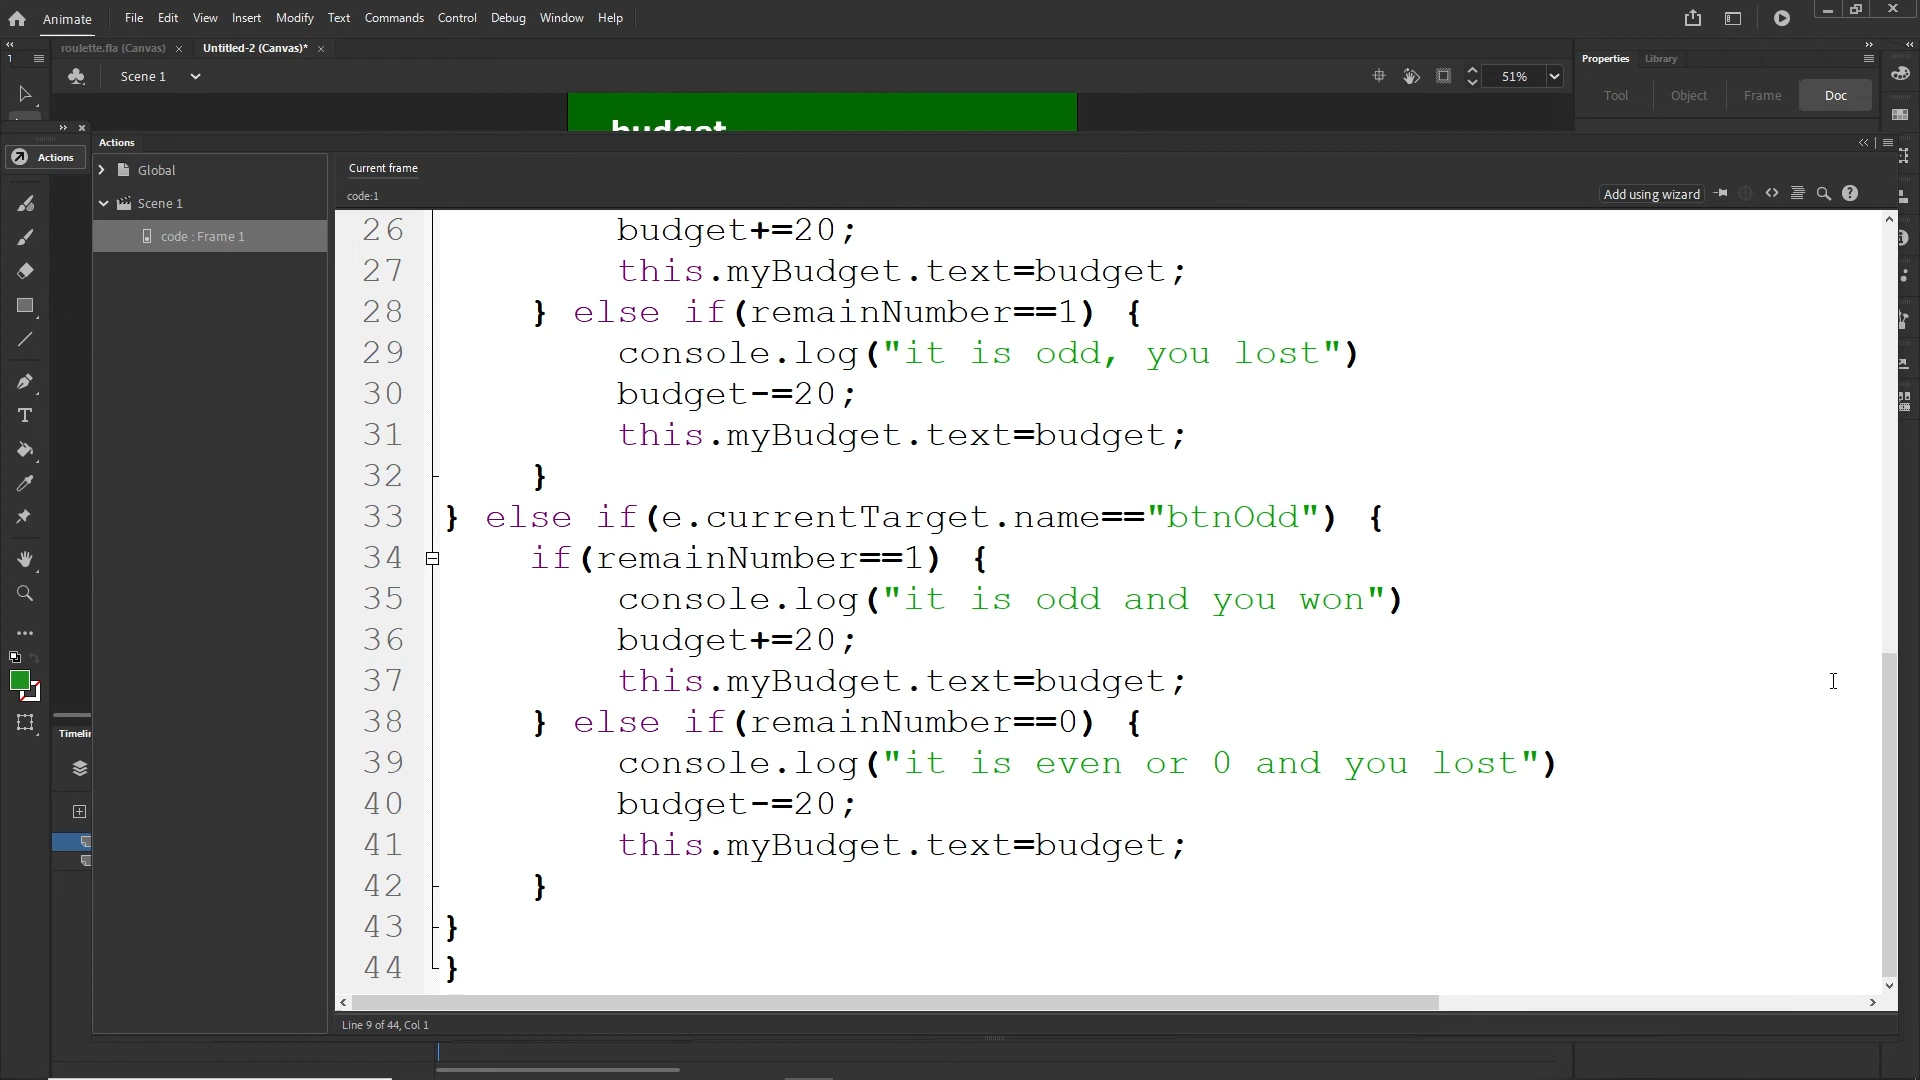 Animate File Edit View Insert Modify Text Commands Control Debug Window Help
roulette.fla (Canvas) × Untitled-2 (Canvas)* ×
Scene 1 51%
Properties Library
Tool Object Frame Doc
budget
Actions
Actions
Global
Scene 1
code : Frame 1
Current frame
code:1
Add using wizard
26 budget+=20;
27 this.myBudget.text=budget;
28 } else if(remainNumber==1) {
29 console.log("it is odd, you lost")
30 budget-=20;
31 this.myBudget.text=budget;
32 }
33 } else if(e.currentTarget.name=="btnOdd") {
34 if(remainNumber==1) {
35 console.log("it is odd and you won")
36 budget+=20;
37 this.myBudget.text=budget;
38 } else if(remainNumber==0) {
39 console.log("it is even or 0 and you lost")
40 budget-=20;
41 this.myBudget.text=budget;
42 }
43 }
44 }
Line 9 of 44, Col 1